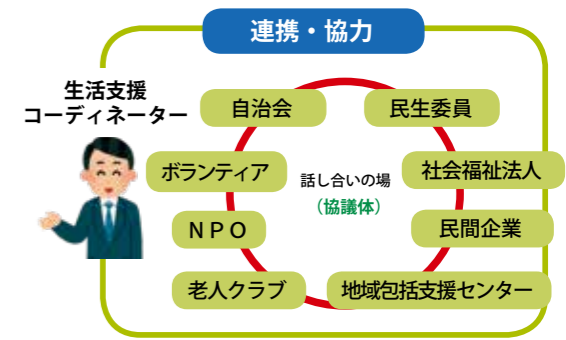 連携・協力
生活支援
コーディネーター
自治会
民生委員
ボランティア
社会福祉法人
話し合いの場
（協議体）
ＮＰＯ
民間企業
老人クラブ
地域包括支援センター